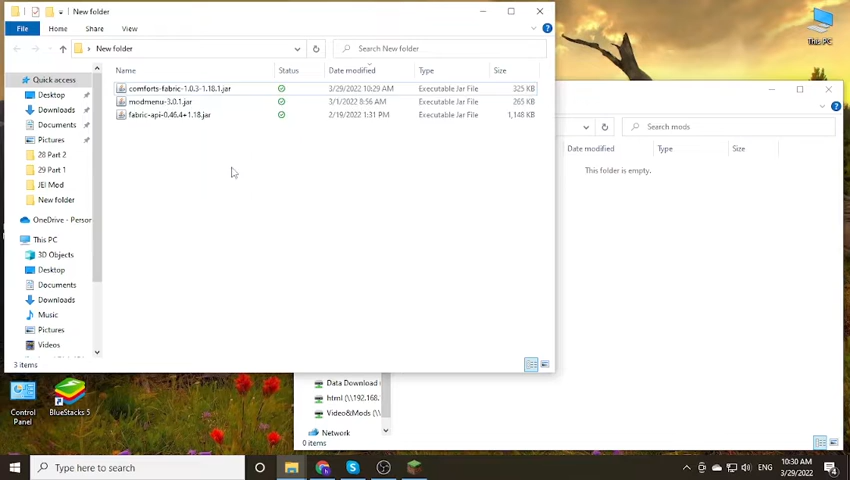 New folder
File
Home
Share
View
New folder
Search New folder
Name
Status
Date modified
Type
Size
comforts-fabric-1.0.3-1.18.1.jar
3/29/2022 10:29 AM
Executable Jar File
325 KB
modmenu-3.0.1.jar
3/1/2022 8:56 AM
Executable Jar File
265 KB
fabric-api-0.46.4+1.18.jar
2/19/2022 1:31 PM
Executable Jar File
1,148 KB
Quick access
Desktop
Downloads
Documents
Pictures
28 Part 2
29 Part 1
JEI Mod
New folder
OneDrive - Person
This PC
3D Objects
Desktop
Documents
Downloads
Music
Pictures
Videos
3 items
This PC
Search mods
Date modified
Type
Size
This folder is empty.
Data Download (
html (\\192.168.
Video&Mods (\\
Network
0 items
Control
Panel
BlueStacks 5
Type here to search
ENG
10:30 AM
3/29/2022
4